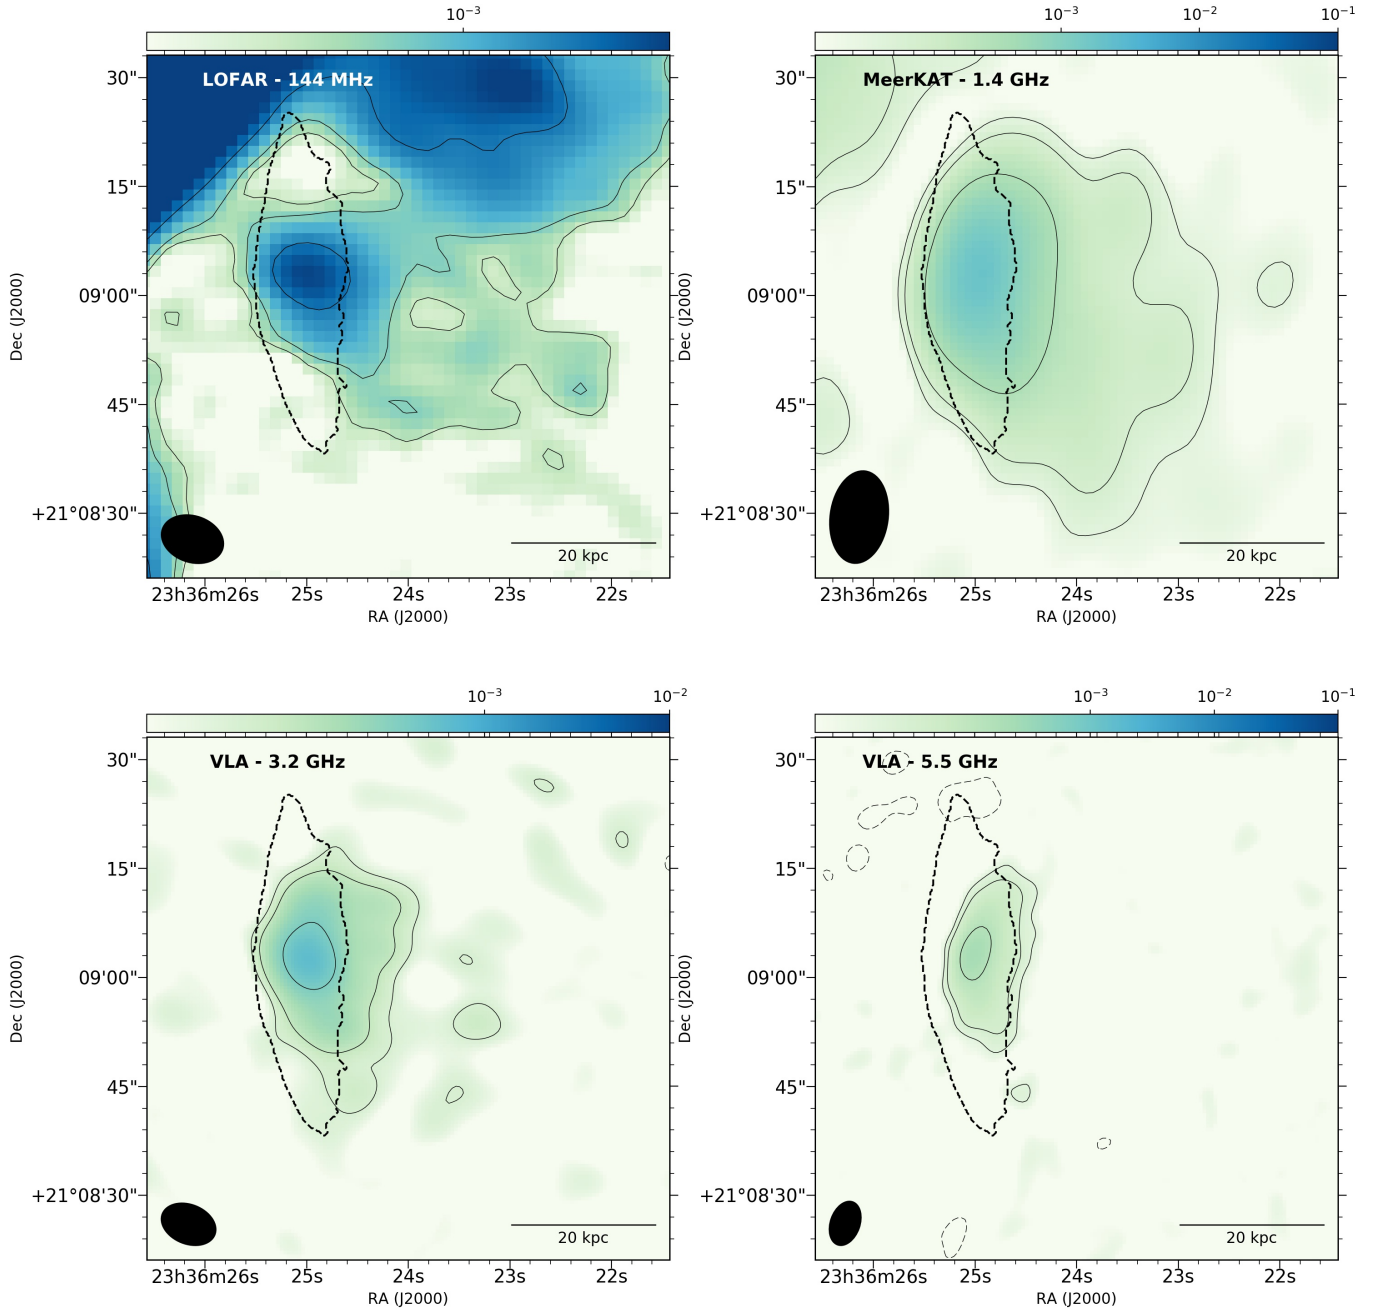 10⁻³
LOFAR - 144 MHz
30"
15"
09'00"
45"
+21°08'30"
Dec (J2000)
20 kpc
23h36m26s 25s 24s 23s 22s
RA (J2000)
10⁻³ 10⁻² 10⁻¹
MeerKAT - 1.4 GHz
30"
15"
09'00"
45"
+21°08'30"
Dec (J2000)
20 kpc
23h36m26s 25s 24s 23s 22s
RA (J2000)
10⁻³ 10⁻²
VLA - 3.2 GHz
30"
15"
09'00"
45"
+21°08'30"
Dec (J2000)
20 kpc
23h36m26s 25s 24s 23s 22s
RA (J2000)
10⁻³ 10⁻² 10⁻¹
VLA - 5.5 GHz
30"
15"
09'00"
45"
+21°08'30"
Dec (J2000)
20 kpc
23h36m26s 25s 24s 23s 22s
RA (J2000)